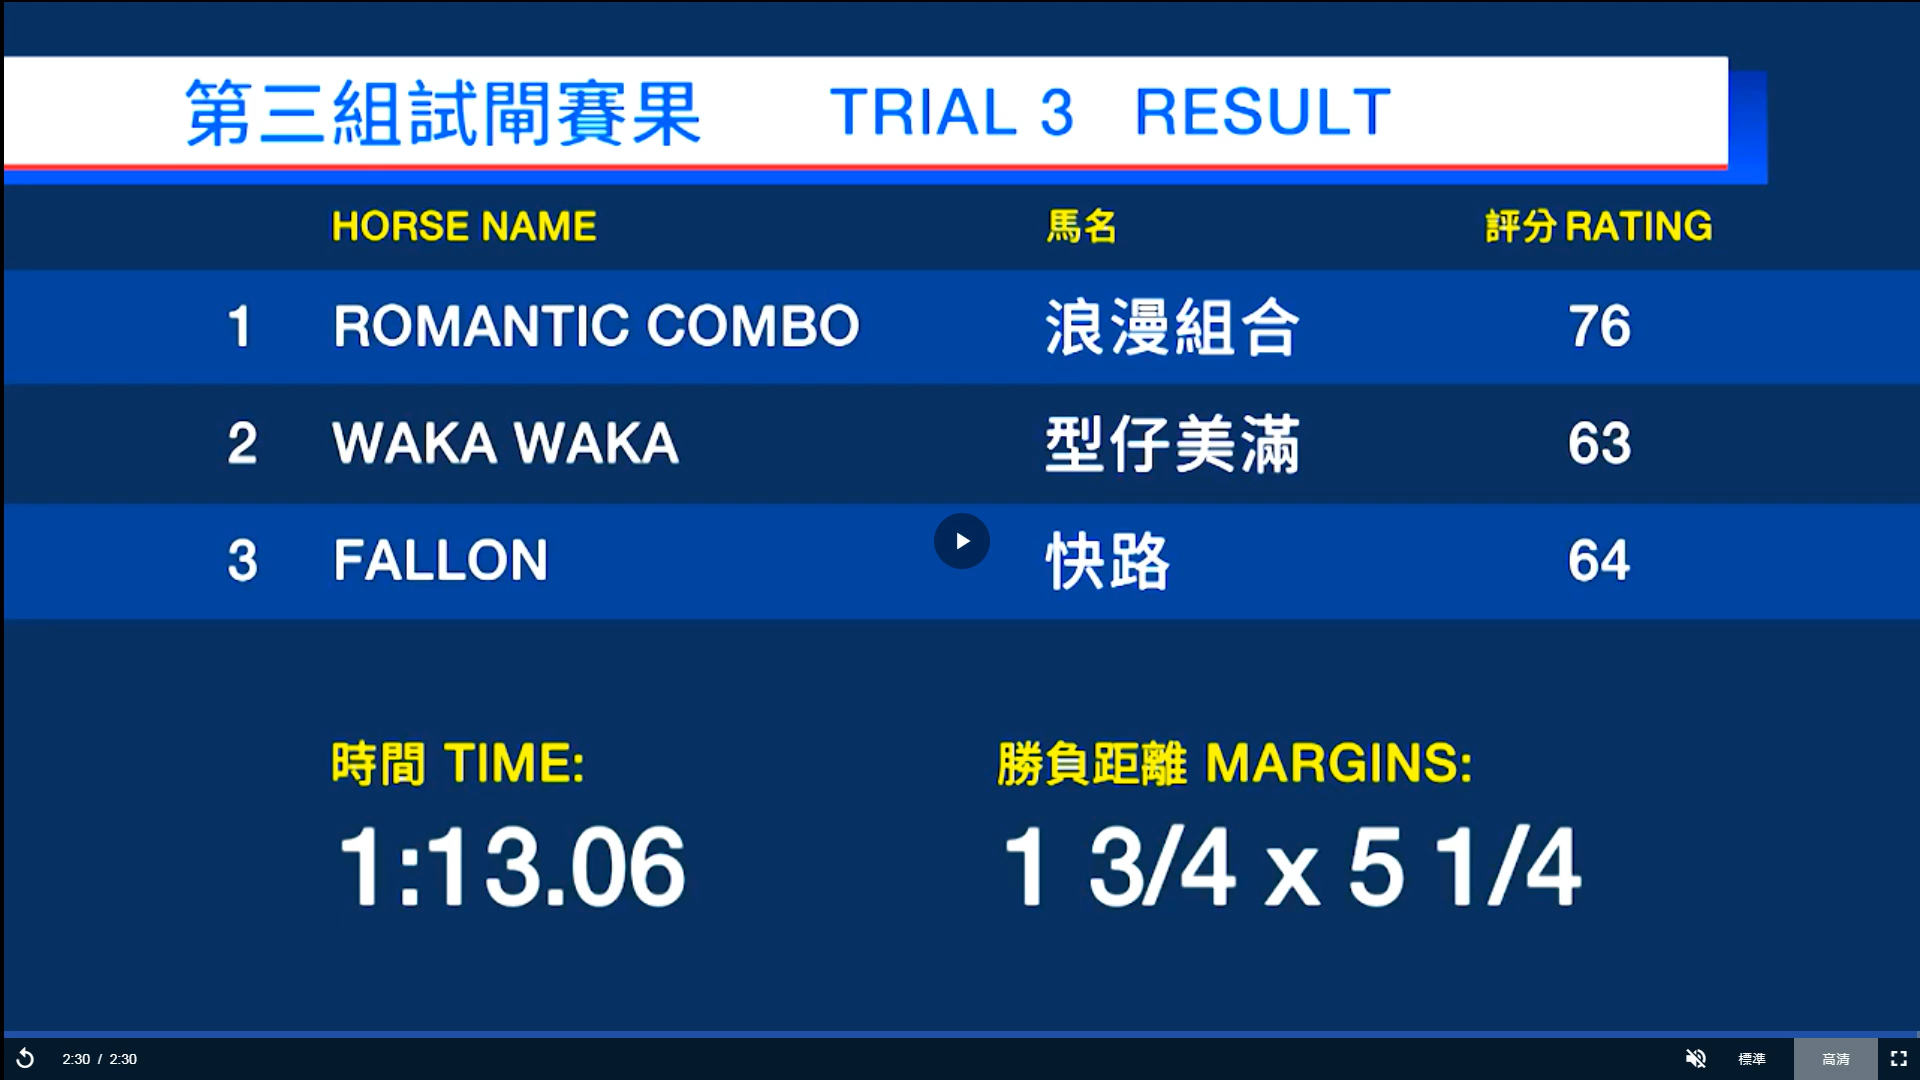 第三組試閘賽果 TRIAL 3 RESULT
HORSE NAME 馬名 評分 RATING
1 ROMANTIC COMBO 浪漫組合 76
2 WAKA WAKA 型仔美滿 63
3 FALLON 快路 64
時間 TIME: 勝負距離 MARGINS:
1:13.06 1 3/4 x 5 1/4
2:30 / 2:30 標準 高清